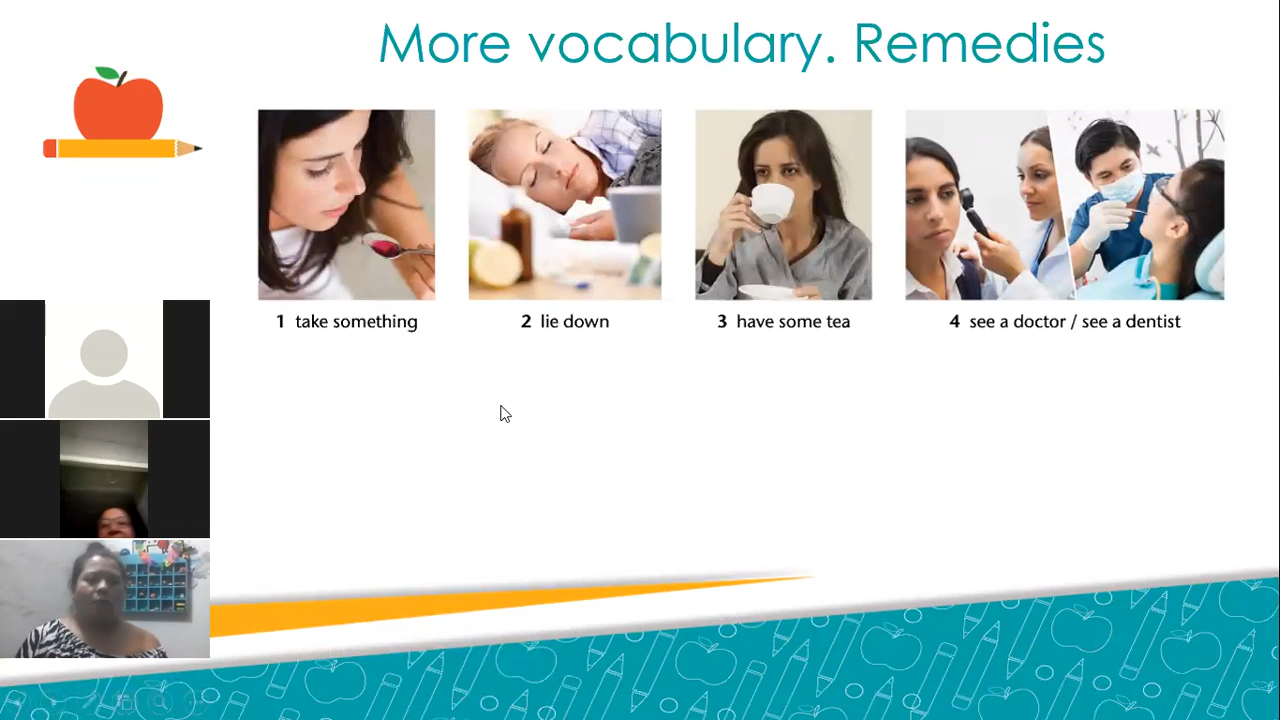 More vocabulary. Remedies
1 take something
2 lie down
3 have some tea
4 see a doctor / see a dentist